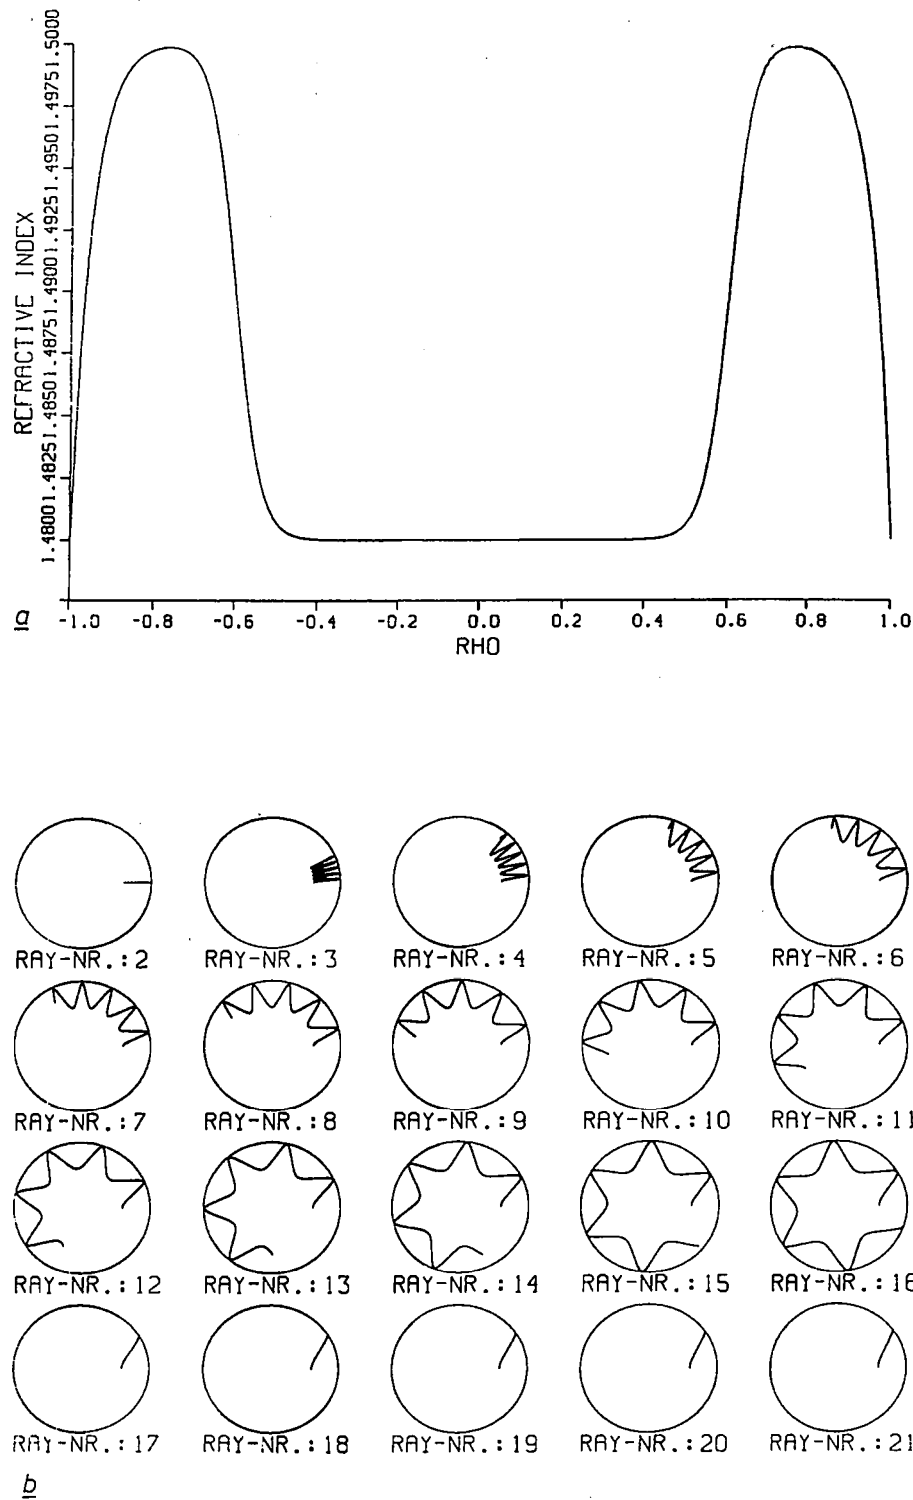 REFRACTIVE INDEX
1.5000
1.4975
1.4950
1.4925
1.4900
1.4875
1.4850
1.4825
1.4800
a
-1.0 -0.8 -0.6 -0.4 -0.2 0.0 0.2 0.4 0.6 0.8 1.0
RHO
RAY-NR.:2 RAY-NR.:3 RAY-NR.:4 RAY-NR.:5 RAY-NR.:6
RAY-NR.:7 RAY-NR.:8 RAY-NR.:9 RAY-NR.:10 RAY-NR.:11
RAY-NR.:12 RAY-NR.:13 RAY-NR.:14 RAY-NR.:15 RAY-NR.:16
RAY-NR.:17 RAY-NR.:18 RAY-NR.:19 RAY-NR.:20 RAY-NR.:21
b